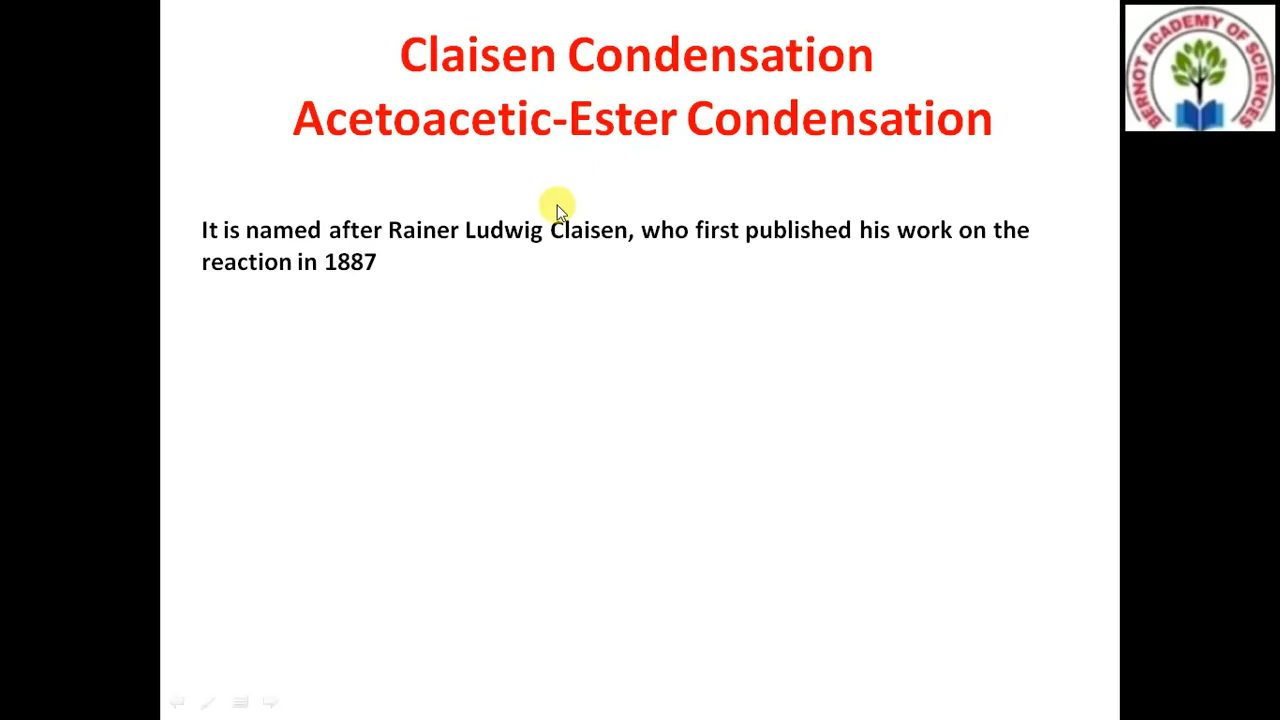 Claisen Condensation
Acetoacetic-Ester Condensation
It is named after Rainer Ludwig Claisen, who first published his work on the
reaction in 1887
BERNOT ACADEMY OF SCIENCES